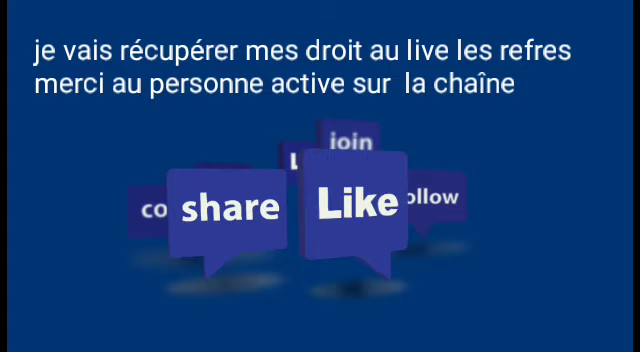 je vais récupérer mes droit au live les refres
merci au personne active sur la chaîne
join
L
co
share
Like
ollow